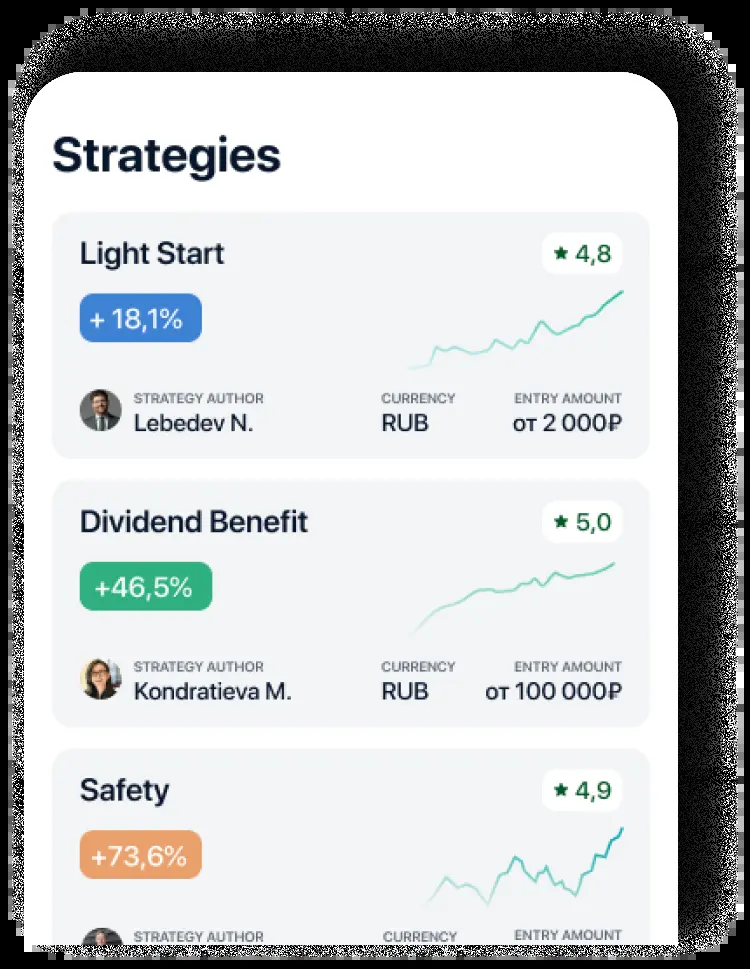 Strategies
Light Start
★ 4,8
+ 18,1%
STRATEGY AUTHOR
CURRENCY
ENTRY AMOUNT
Lebedev N.
RUB
от 2 000₽
Dividend Benefit
★ 5,0
+46,5%
STRATEGY AUTHOR
CURRENCY
ENTRY AMOUNT
Kondratieva M.
RUB
от 100 000₽
Safety
★ 4,9
+73,6%
STRATEGY AUTHOR
CURRENCY
ENTRY AMOUNT